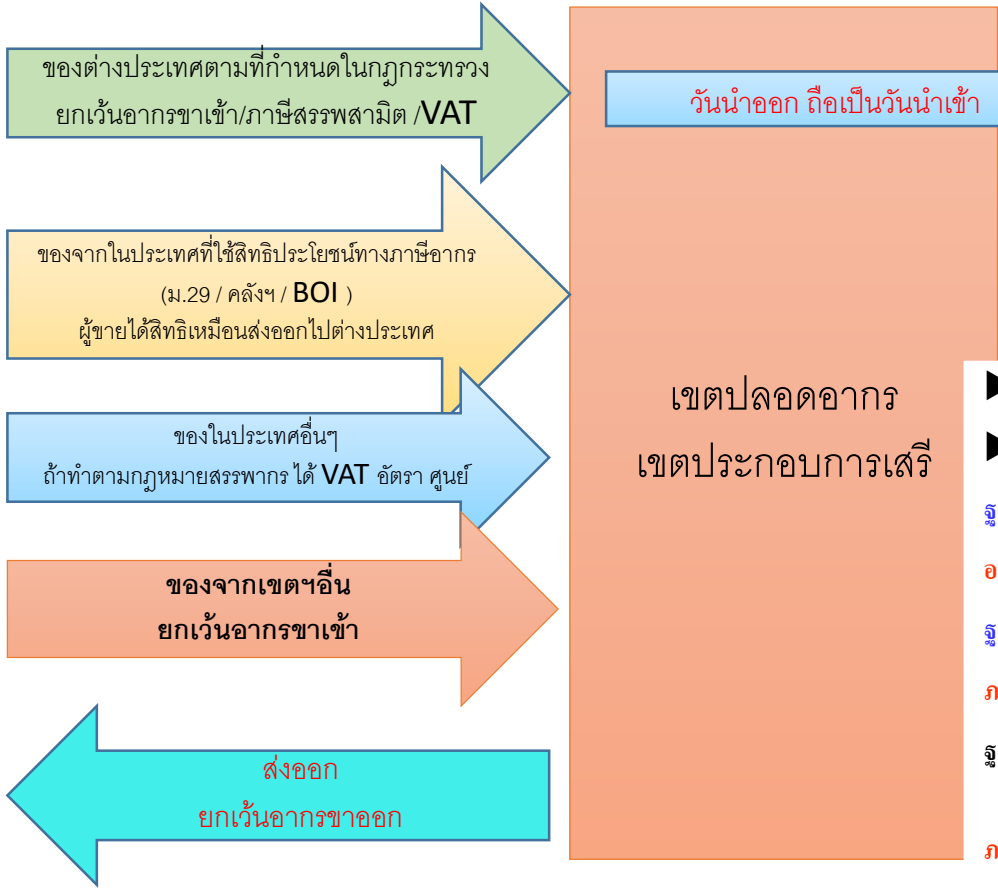 ของต่างประเทศตามที่กำหนดในกฎกระทรวง
ยกเว้นอากรขาเข้า/ภาษีสรรพสามิต /VAT
วันนำออก ถือเป็นวันนำเข้า
ของจากในประเทศที่ใช้สิทธิประโยชน์ทางภาษีอากร
(ม.29 / คลังฯ / BOI )
ผู้ขายได้สิทธิเหมือนส่งออกไปต่างประเทศ
ของในประเทศอื่นๆ
ถ้าทำตามกฎหมายสรรพากร ได้ VAT อัตรา ศูนย์
ของจากเขตฯอื่น
ยกเว้นอากรขาเข้า
ส่งออก
ยกเว้นอากรขาออก
เขตปลอดอากร
เขตประกอบการเสรี
ฐ
อ
ฐ
ภ
ฐ
ภ